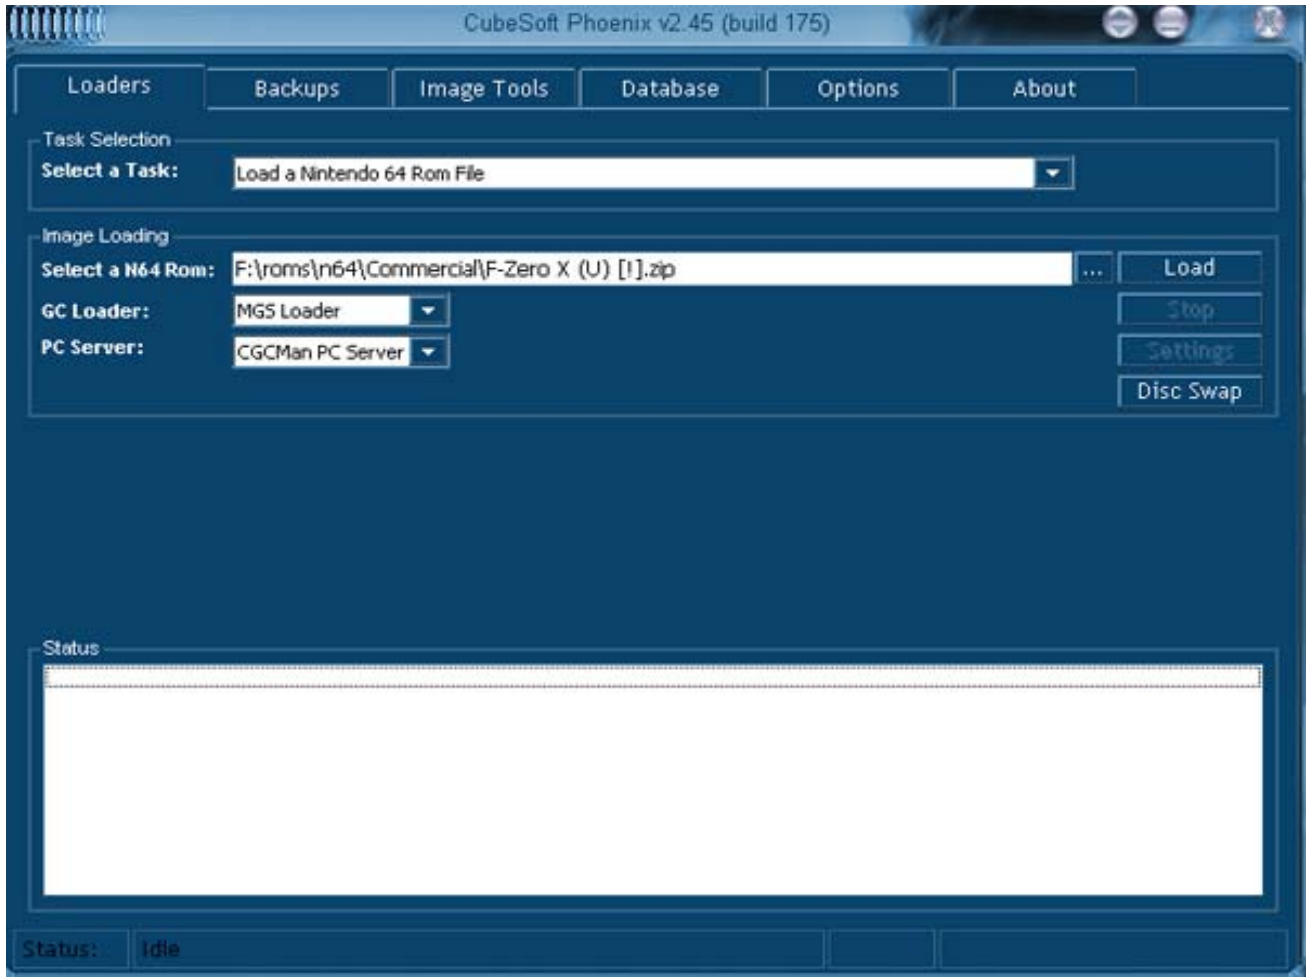 CubeSoft Phoenix v2.45 (build 175)
Loaders Backups Image Tools Database Options About
Task Selection
Select a Task: Load a Nintendo 64 Rom File
Image Loading
Select a N64 Rom: F:\roms\n64\Commercial\F-Zero X (U) [!].zip ... Load
GC Loader: MGS Loader Stop
PC Server: CGCMan PC Server Settings
Disc Swap
Status
Status: Idle